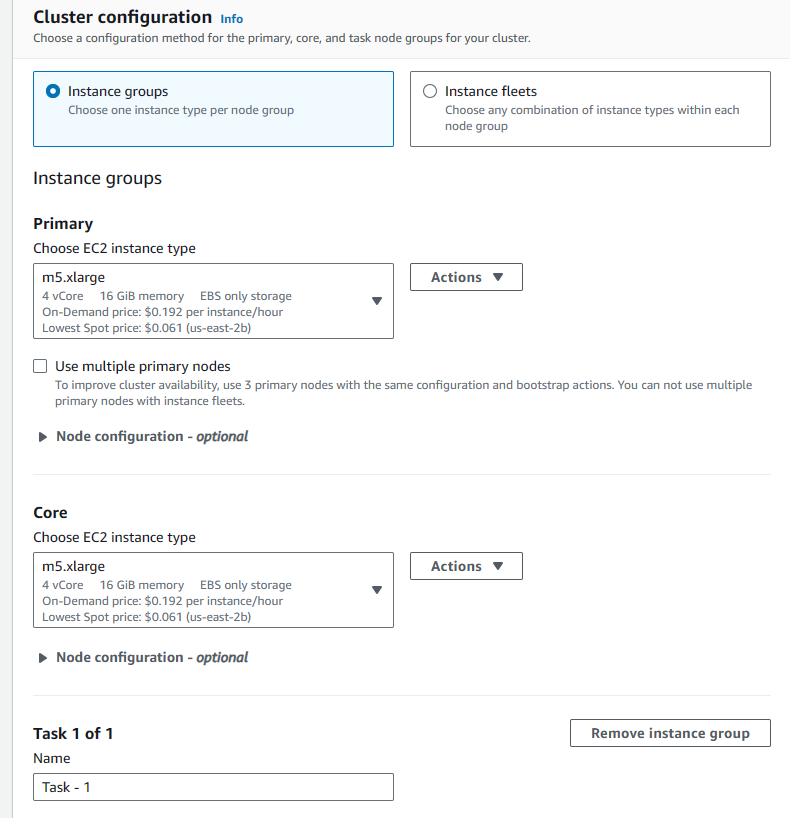 Cluster configuration Info
Choose a configuration method for the primary, core, and task node groups for your cluster.
Instance groups
Choose one instance type per node group
Instance fleets
Choose any combination of instance types within each
node group
Instance groups
Primary
Choose EC2 instance type
m5.xlarge
4 vCore 16 GiB memory EBS only storage
On-Demand price: $0.192 per instance/hour
Lowest Spot price: $0.061 (us-east-2b)
Actions
Use multiple primary nodes
To improve cluster availability, use 3 primary nodes with the same configuration and bootstrap actions. You can not use multiple
primary nodes with instance fleets.
Node configuration - optional
Core
Choose EC2 instance type
m5.xlarge
4 vCore 16 GiB memory EBS only storage
On-Demand price: $0.192 per instance/hour
Lowest Spot price: $0.061 (us-east-2b)
Actions
Node configuration - optional
Task 1 of 1
Remove instance group
Name
Task - 1